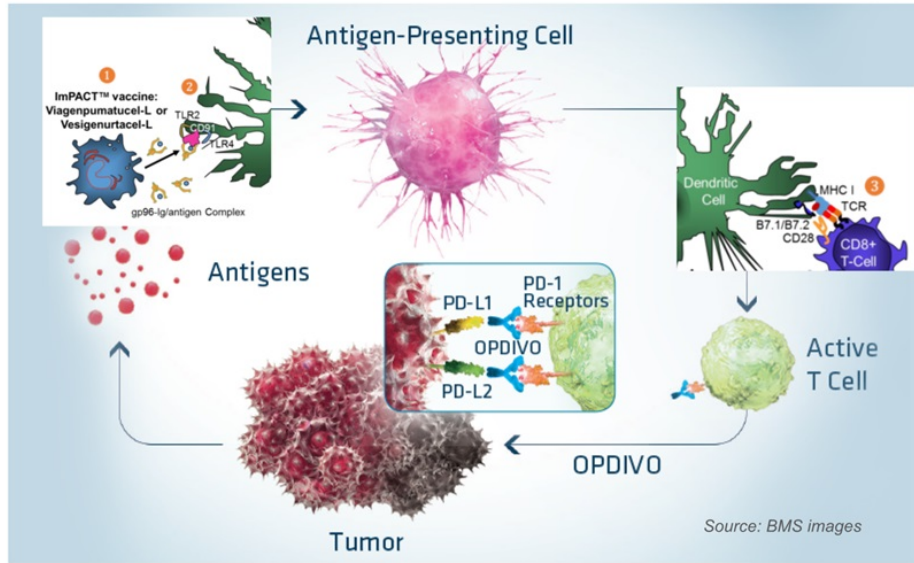 Antigen-Presenting Cell
1
ImPACT™ vaccine:
Viagenpumatucel-L or
Vesigenurtacel-L
2
TLR2
CD91
TLR4
gp96-Ig/antigen Complex
Dendritic
Cell
MHC I
3
TCR
B7.1/B7.2
CD28
CD8+
T-Cell
Antigens
PD-L1
PD-1
Receptors
OPDIVO
PD-L2
Active
T Cell
OPDIVO
Tumor
Source: BMS images